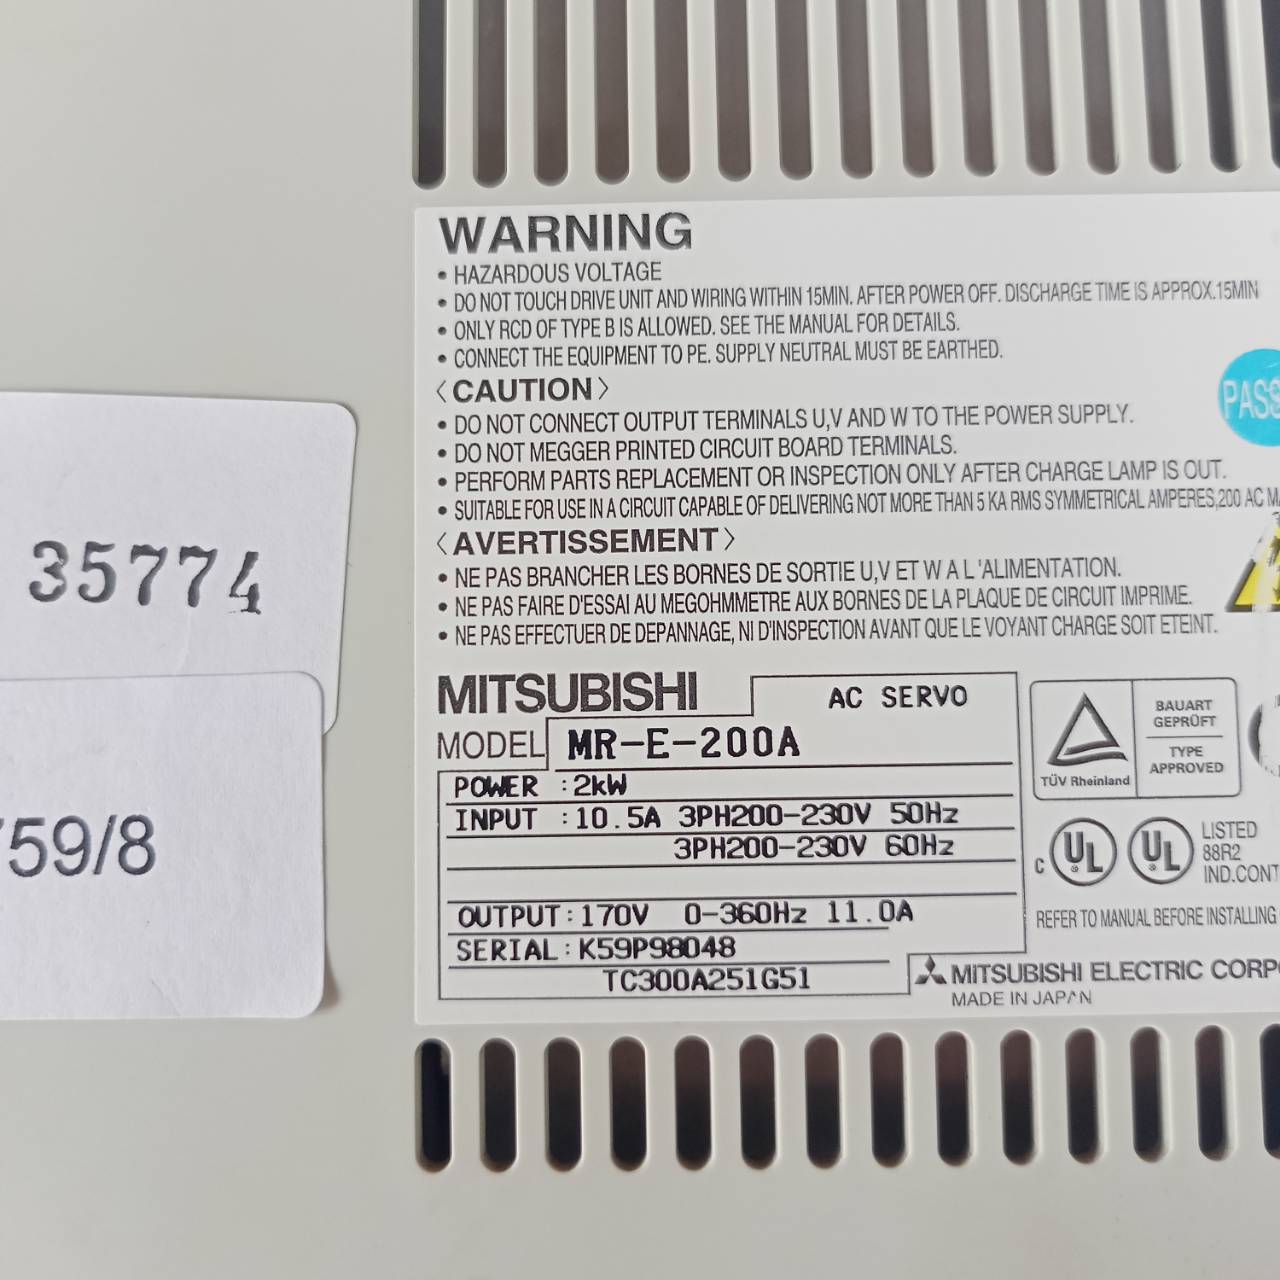 WARNING
• HAZARDOUS VOLTAGE
• DO NOT TOUCH DRIVE UNIT AND WIRING WITHIN 15MIN. AFTER POWER OFF. DISCHARGE TIME IS APPROX.15MIN
• ONLY RCD OF TYPE B IS ALLOWED. SEE THE MANUAL FOR DETAILS.
• CONNECT THE EQUIPMENT TO PE. SUPPLY NEUTRAL MUST BE EARTHED.
〈CAUTION〉
• DO NOT CONNECT OUTPUT TERMINALS U,V AND W TO THE POWER SUPPLY.
• DO NOT MEGGER PRINTED CIRCUIT BOARD TERMINALS.
• PERFORM PARTS REPLACEMENT OR INSPECTION ONLY AFTER CHARGE LAMP IS OUT.
• SUITABLE FOR USE IN A CIRCUIT CAPABLE OF DELIVERING NOT MORE THAN 5 KA RMS SYMMETRICAL AMPERES,200 AC
〈AVERTISSEMENT〉
• NE PAS BRANCHER LES BORNES DE SORTIE U,V ET W A L'ALIMENTATION.
• NE PAS FAIRE D'ESSAI AU MEGOHMMETRE AUX BORNES DE LA PLAQUE DE CIRCUIT IMPRIME.
• NE PAS EFFECTUER DE DEPANNAGE, NI D'INSPECTION AVANT QUE LE VOYANT CHARGE SOIT ETEINT.
PASS
35774
759/8
MITSUBISHI AC SERVO
MODEL MR-E-200A
POWER :2kW
INPUT :10.5A 3PH200-230V 50Hz
3PH200-230V 60Hz
OUTPUT:170V 0-360Hz 11.0A
SERIAL:K59P98048
TC300A251G51
TÜV Rheinland
BAUART
GEPRÜFT
TYPE
APPROVED
C UL UL
LISTED
88R2
IND.CONT
REFER TO MANUAL BEFORE INSTALLING
MITSUBISHI ELECTRIC CORPO
MADE IN JAPAN